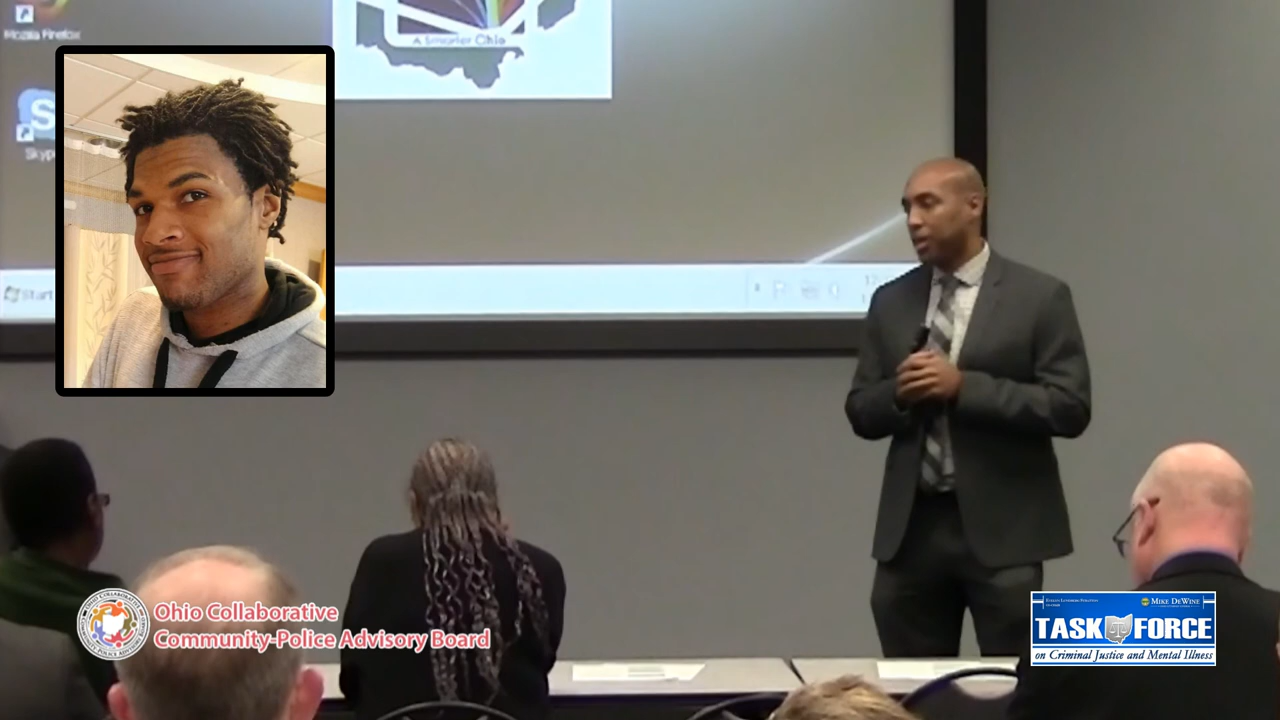 Mozilla Firefox
A Smarter Ohio
Skype
Start
Ohio Collaborative
Community-Police Advisory Board
MIKE DEWINE
TASK FORCE
on Criminal Justice and Mental Illness